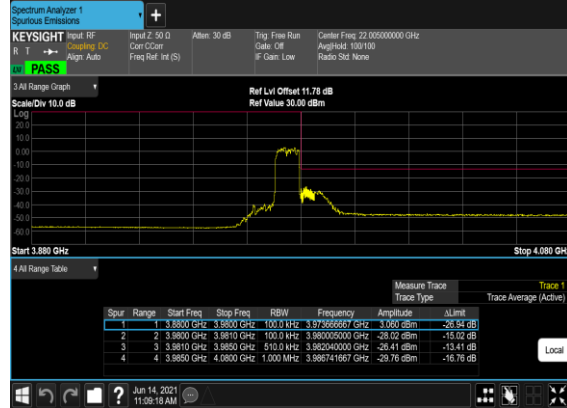 Spectrum Analyzer 1
Spurious Emissions
+
KEYSIGHT Input: RF Input Z: 50 Ω Atten: 30 dB Trig: Free Run Center Freq: 22.005000000 GHz
R T Coupling: DC Corr CCorr Gate: Off Avg|Hold: 100/100
Align: Auto Freq Ref: Int (S) IF Gain: Low Radio Std: None
PASS
3 All Range Graph
Ref Lvl Offset 11.78 dB
Scale/Div 10.0 dB Ref Value 30.00 dBm
Log
20.0
10.0
0.00
-10.0
-20.0
-30.0
-40.0
-50.0
-60.0
Start 3.880 GHz Stop 4.080 GHz
4 All Range Table
Measure Trace Trace 1
Trace Type Trace Average (Active)
Spur Range Start Freq Stop Freq RBW Frequency Amplitude ΔLimit
1 1 3.8800 GHz 3.9800 GHz 100.0 kHz 3.973666667 GHz 3.060 dBm -26.94 dB
2 2 3.9800 GHz 3.9810 GHz 100.0 kHz 3.980005000 GHz -28.02 dBm -15.02 dB
3 3 3.9810 GHz 3.9850 GHz 510.0 kHz 3.982040000 GHz -26.41 dBm -13.41 dB
4 4 3.9850 GHz 4.0800 GHz 1.000 MHz 3.986741667 GHz -29.76 dBm -16.76 dB
Local
?
Jun 14, 2021
11:09:18 AM